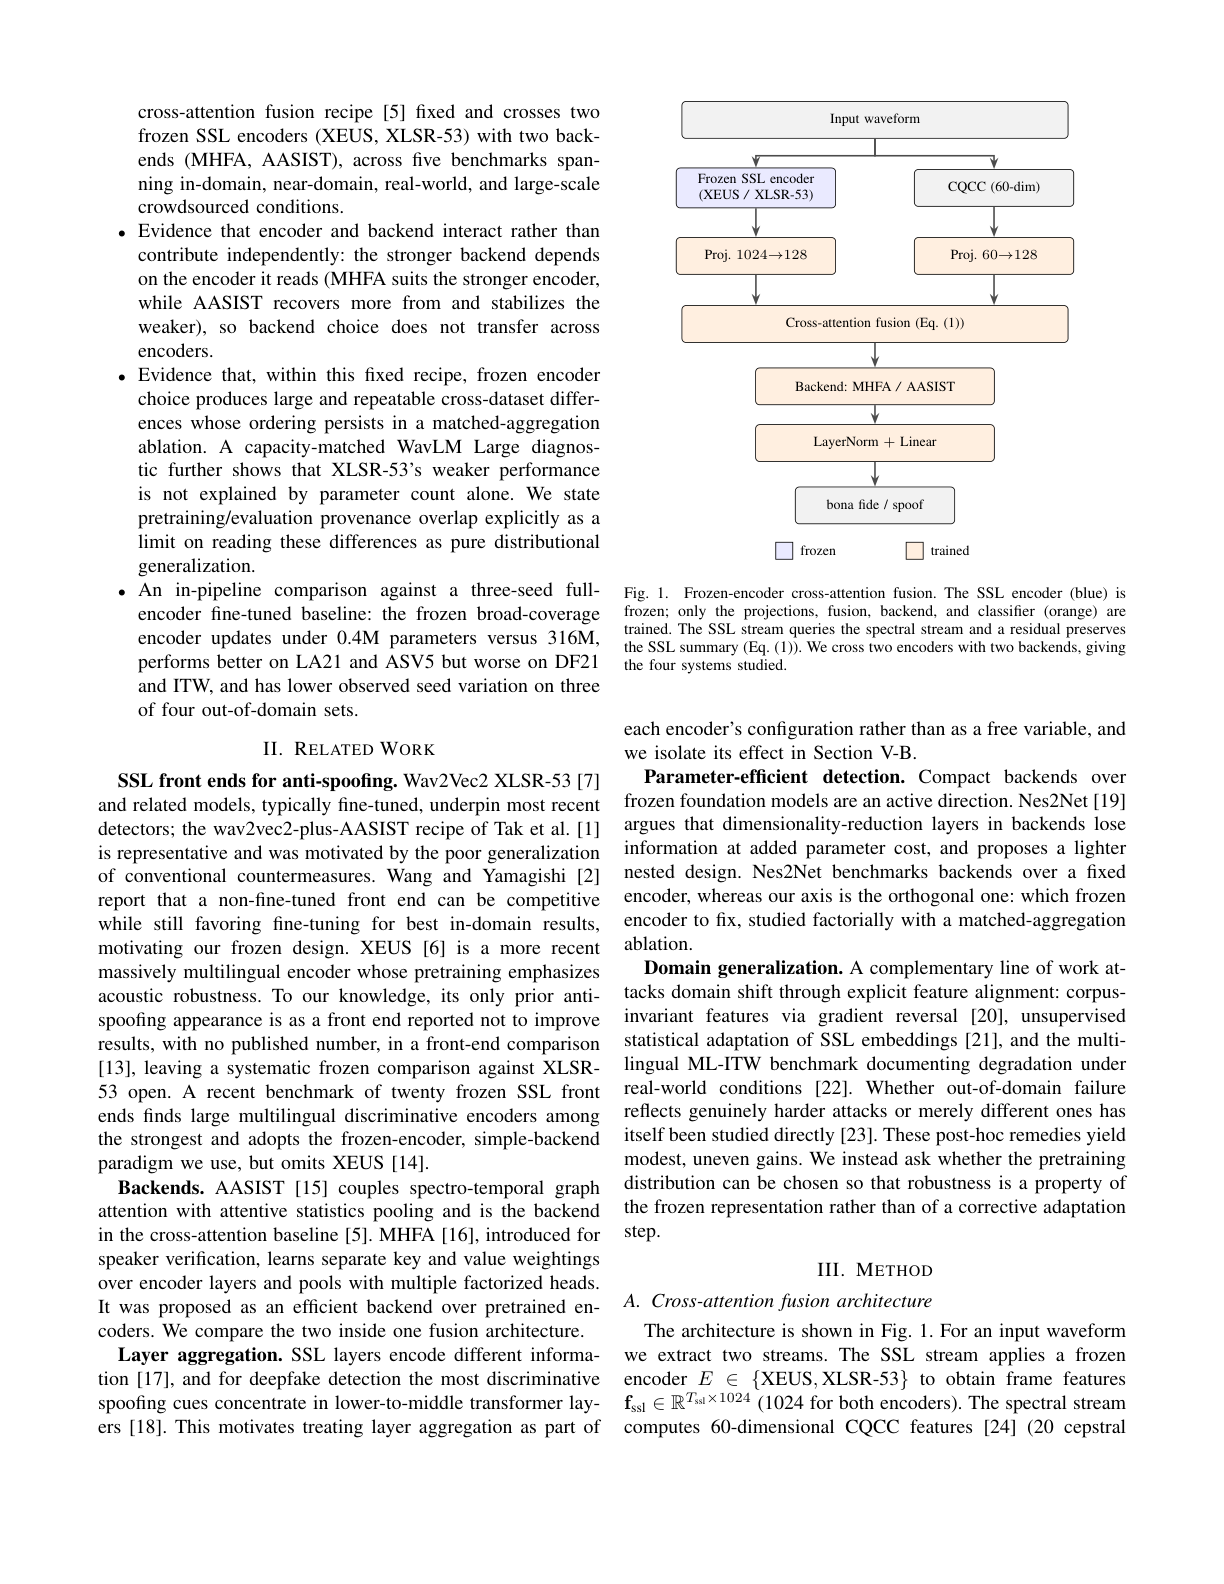 cross-attention fusion recipe [5] fixed and crosses two
frozen SSL encoders (XEUS, XLSR-53) with two back-
ends (MHFA, AASIST), across five benchmarks span-
ning in-domain, near-domain, real-world, and large-scale
crowdsourced conditions.
• Evidence that encoder and backend interact rather than
contribute independently: the stronger backend depends
on the encoder it reads (MHFA suits the stronger encoder,
while AASIST recovers more from and stabilizes the
weaker), so backend choice does not transfer across
encoders.
• Evidence that, within this fixed recipe, frozen encoder
choice produces large and repeatable cross-dataset differ-
ences whose ordering persists in a matched-aggregation
ablation. A capacity-matched WavLM Large diagnos-
tic further shows that XLSR-53's weaker performance
is not explained by parameter count alone. We state
pretraining/evaluation provenance overlap explicitly as a
limit on reading these differences as pure distributional
generalization.
• An in-pipeline comparison against a three-seed full-
encoder fine-tuned baseline: the frozen broad-coverage
encoder updates under 0.4M parameters versus 316M,
performs better on LA21 and ASV5 but worse on DF21
and ITW, and has lower observed seed variation on three
of four out-of-domain sets.
II. RELATED WORK
SSL front ends for anti-spoofing. Wav2Vec2 XLSR-53 [7]
and related models, typically fine-tuned, underpin most recent
detectors; the wav2vec2-plus-AASIST recipe of Tak et al. [1]
is representative and was motivated by the poor generalization
of conventional countermeasures. Wang and Yamagishi [2]
report that a non-fine-tuned front end can be competitive
while still favoring fine-tuning for best in-domain results,
motivating our frozen design. XEUS [6] is a more recent
massively multilingual encoder whose pretraining emphasizes
acoustic robustness. To our knowledge, its only prior anti-
spoofing appearance is as a front end reported not to improve
results, with no published number, in a front-end comparison
[13], leaving a systematic frozen comparison against XLSR-
53 open. A recent benchmark of twenty frozen SSL front
ends finds large multilingual discriminative encoders among
the strongest and adopts the frozen-encoder, simple-backend
paradigm we use, but omits XEUS [14].
Backends. AASIST [15] couples spectro-temporal graph
attention with attentive statistics pooling and is the backend
in the cross-attention baseline [5]. MHFA [16], introduced for
speaker verification, learns separate key and value weightings
over encoder layers and pools with multiple factorized heads.
It was proposed as an efficient backend over pretrained en-
coders. We compare the two inside one fusion architecture.
Layer aggregation. SSL layers encode different informa-
tion [17], and for deepfake detection the most discriminative
spoofing cues concentrate in lower-to-middle transformer lay-
ers [18]. This motivates treating layer aggregation as part of
Input waveform
Frozen SSL encoder
(XEUS / XLSR-53)
CQCC (60-dim)
Proj. 1024→128
Proj. 60→128
Cross-attention fusion (Eq. (1))
Backend: MHFA / AASIST
LayerNorm + Linear
bona fide / spoof
frozen
trained
Fig. 1. Frozen-encoder cross-attention fusion. The SSL encoder (blue) is
frozen; only the projections, fusion, backend, and classifier (orange) are
trained. The SSL stream queries the spectral stream and a residual preserves
the SSL summary (Eq. (1)). We cross two encoders with two backends, giving
the four systems studied.
each encoder's configuration rather than as a free variable, and
we isolate its effect in Section V-B.
Parameter-efficient detection. Compact backends over
frozen foundation models are an active direction. Nes2Net [19]
argues that dimensionality-reduction layers in backends lose
information at added parameter cost, and proposes a lighter
nested design. Nes2Net benchmarks backends over a fixed
encoder, whereas our axis is the orthogonal one: which frozen
encoder to fix, studied factorially with a matched-aggregation
ablation.
Domain generalization. A complementary line of work at-
tacks domain shift through explicit feature alignment: corpus-
invariant features via gradient reversal [20], unsupervised
statistical adaptation of SSL embeddings [21], and the multi-
lingual ML-ITW benchmark documenting degradation under
real-world conditions [22]. Whether out-of-domain failure
reflects genuinely harder attacks or merely different ones has
itself been studied directly [23]. These post-hoc remedies yield
modest, uneven gains. We instead ask whether the pretraining
distribution can be chosen so that robustness is a property of
the frozen representation rather than of a corrective adaptation
step.
III. METHOD
A. Cross-attention fusion architecture
The architecture is shown in Fig. 1. For an input waveform
we extract two streams. The SSL stream applies a frozen
encoder E ∈ {XEUS, XLSR-53} to obtain frame features
f_ssl ∈ ℝ^{T_ssl×1024} (1024 for both encoders). The spectral stream
computes 60-dimensional CQCC features [24] (20 cepstral